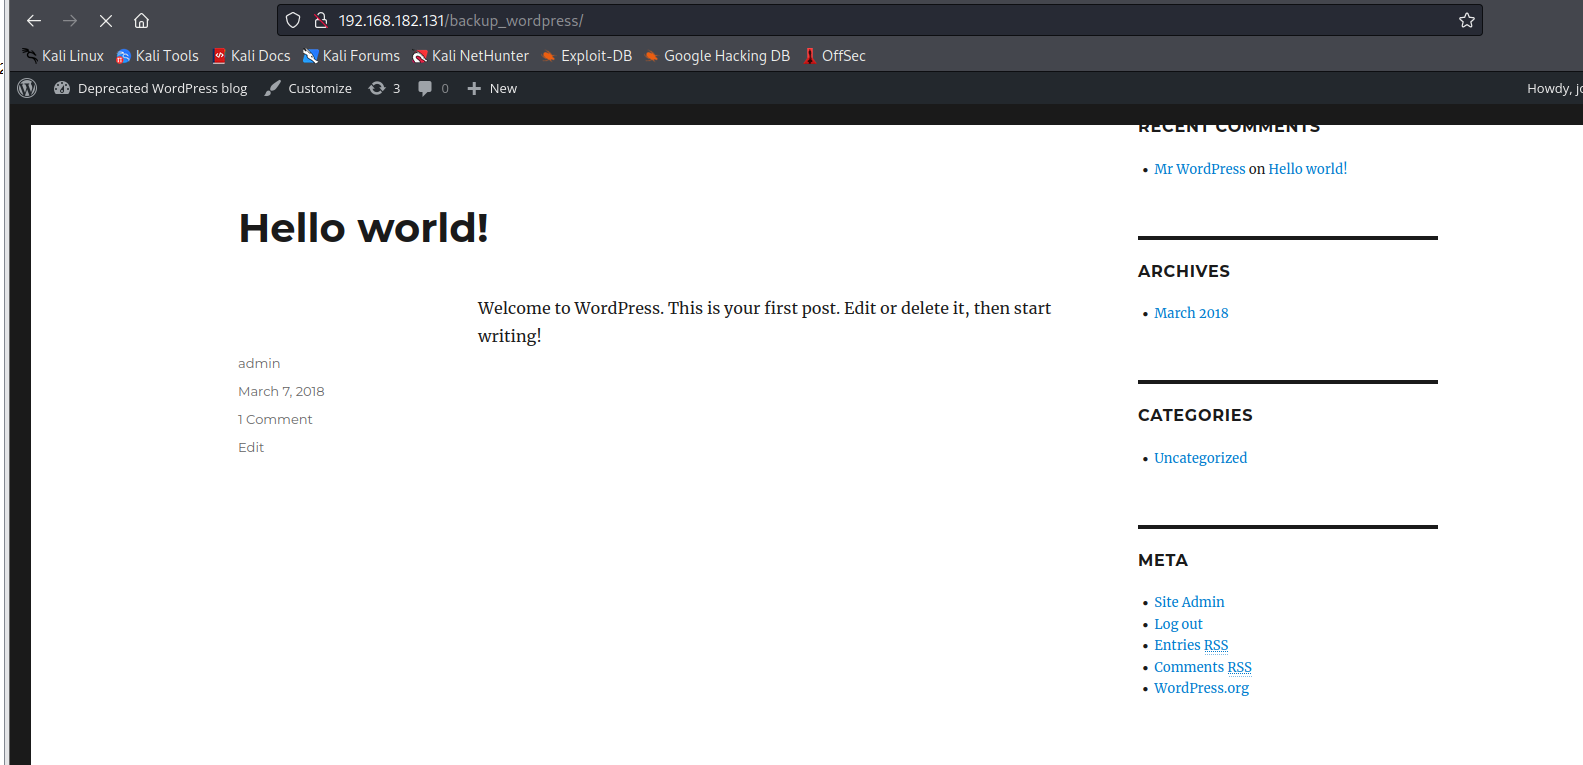 192.168.182.131/backup_wordpress/
Kali Linux Kali Tools Kali Docs Kali Forums Kali NetHunter Exploit-DB Google Hacking DB OffSec
Deprecated WordPress blog Customize 3 0 New Howdy, jo
RECENT COMMENTS
Mr WordPress on Hello world!
Hello world!
Welcome to WordPress. This is your first post. Edit or delete it, then start
writing!
admin
March 7, 2018
1 Comment
Edit
ARCHIVES
March 2018
CATEGORIES
Uncategorized
META
Site Admin
Log out
Entries RSS
Comments RSS
WordPress.org